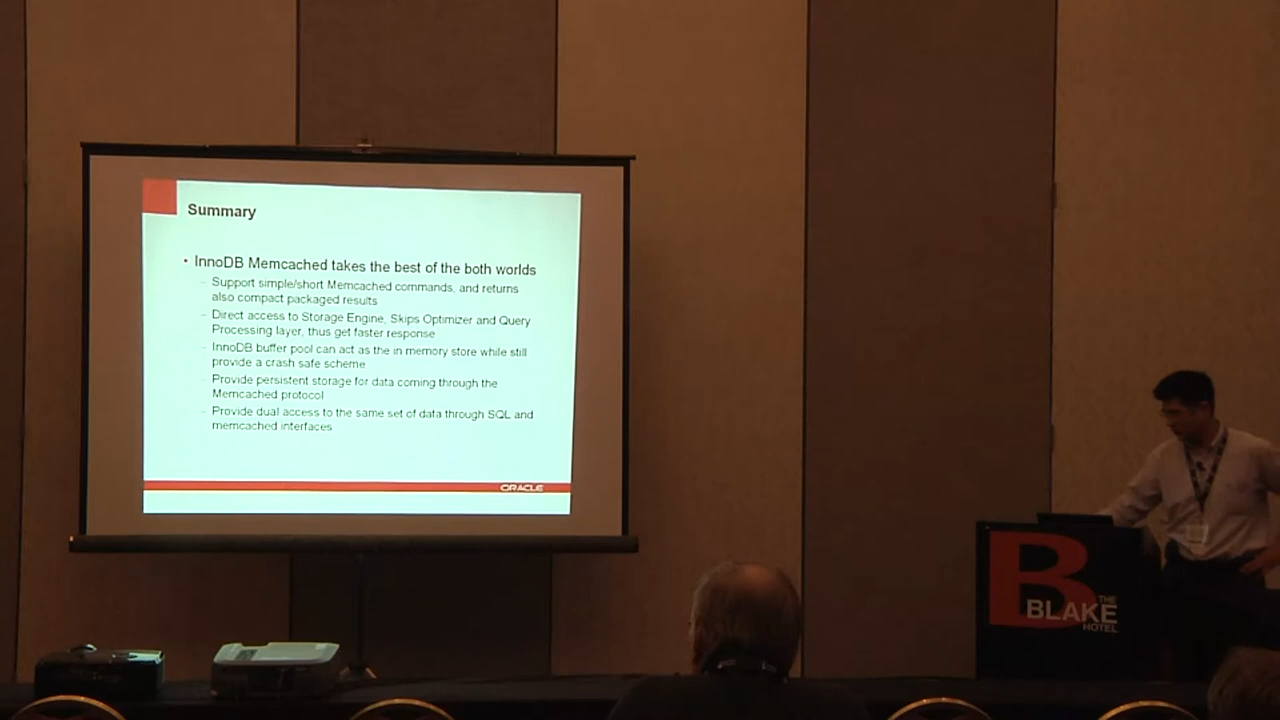 Summary
• InnoDB Memcached takes the best of the both worlds
– Support simple/short Memcached commands, and returns
also compact packaged results
– Direct access to Storage Engine, Skips Optimizer and Query
Processing layer, thus get faster response
– InnoDB buffer pool can act as the in memory store while still
provide a crash safe scheme
– Provide persistent storage for data coming through the
Memcached protocol
– Provide dual access to the same set of data through SQL and
memcached interfaces
ORACLE
B
THE
BLAKE
HOTEL